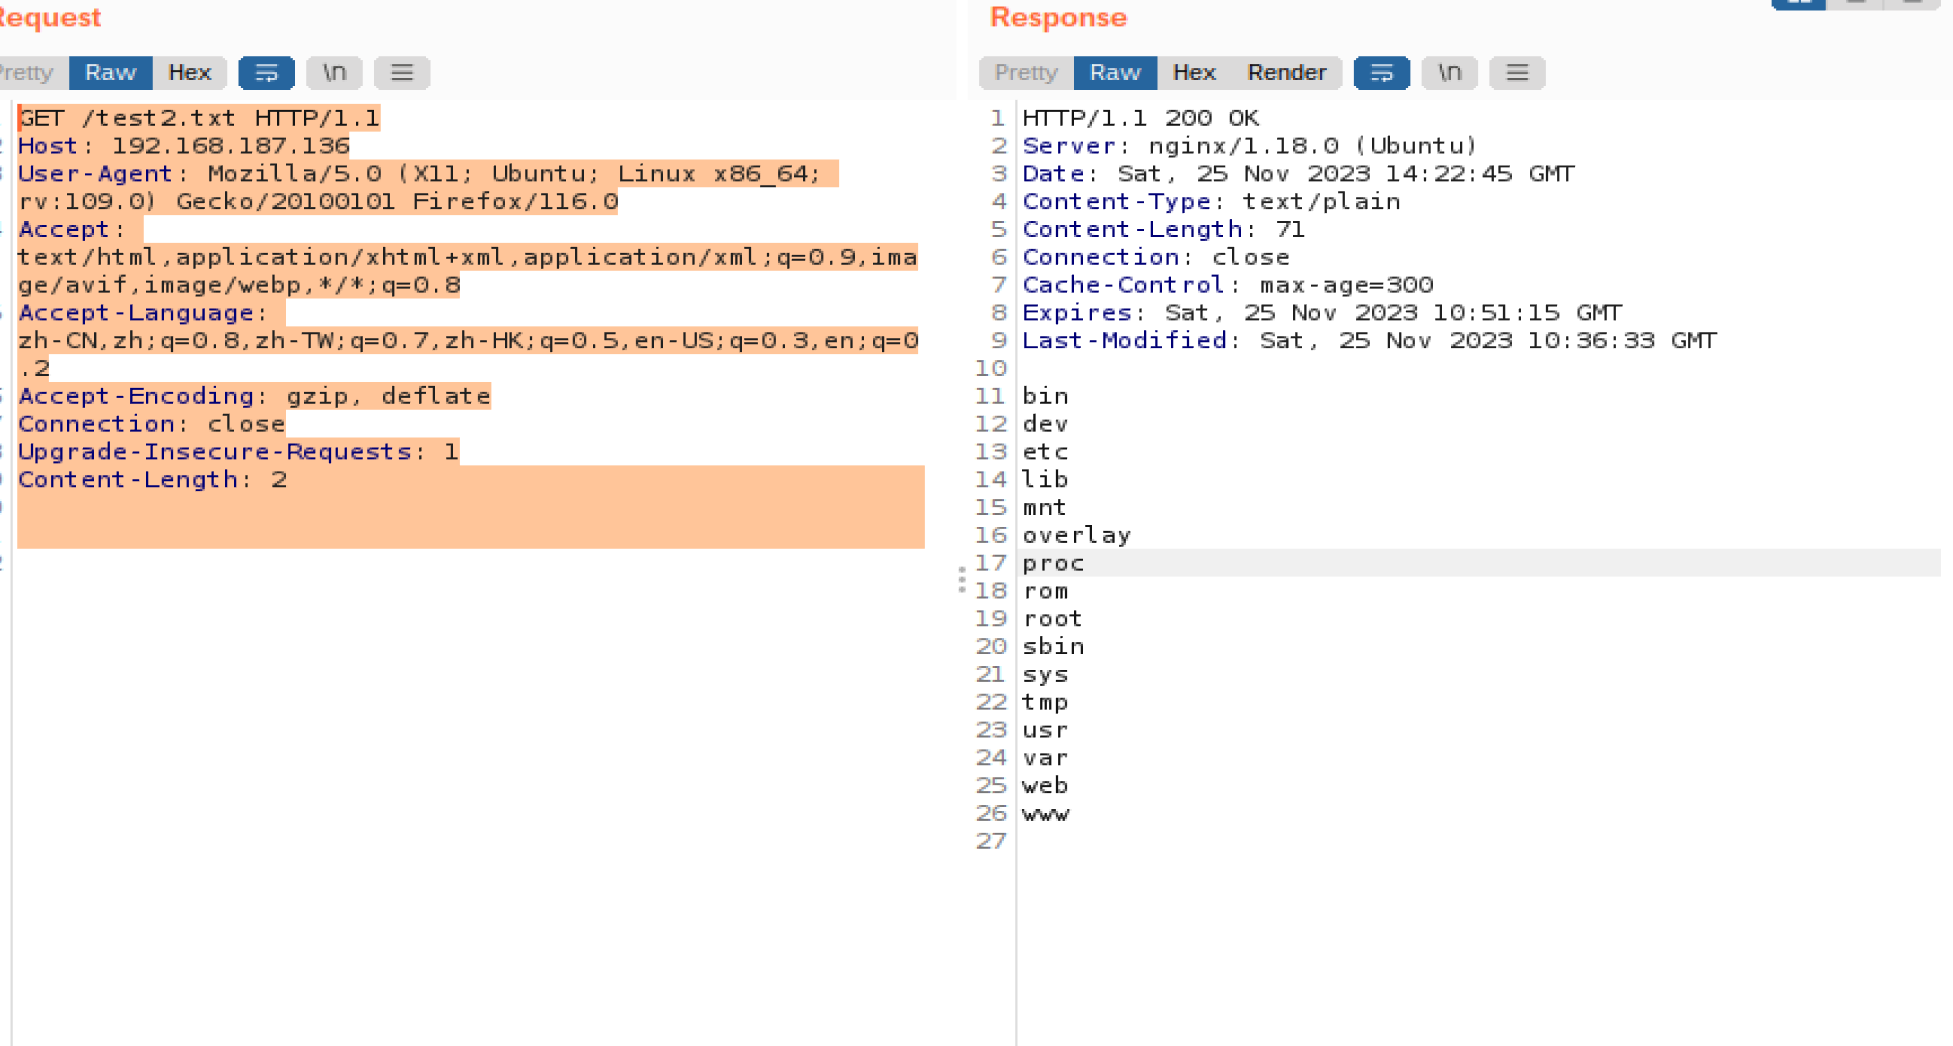 Request
Pretty Raw Hex \n
GET /test2.txt HTTP/1.1
Host: 192.168.187.136
User-Agent: Mozilla/5.0 (X11; Ubuntu; Linux x86_64;
rv:109.0) Gecko/20100101 Firefox/116.0
Accept:
text/html,application/xhtml+xml,application/xml;q=0.9,ima
ge/avif,image/webp,*/*;q=0.8
Accept-Language:
zh-CN,zh;q=0.8,zh-TW;q=0.7,zh-HK;q=0.5,en-US;q=0.3,en;q=0
.2
Accept-Encoding: gzip, deflate
Connection: close
Upgrade-Insecure-Requests: 1
Content-Length: 2
Response
Pretty Raw Hex Render \n
1 HTTP/1.1 200 OK
2 Server: nginx/1.18.0 (Ubuntu)
3 Date: Sat, 25 Nov 2023 14:22:45 GMT
4 Content-Type: text/plain
5 Content-Length: 71
6 Connection: close
7 Cache-Control: max-age=300
8 Expires: Sat, 25 Nov 2023 10:51:15 GMT
9 Last-Modified: Sat, 25 Nov 2023 10:36:33 GMT
10
11 bin
12 dev
13 etc
14 lib
15 mnt
16 overlay
17 proc
18 rom
19 root
20 sbin
21 sys
22 tmp
23 usr
24 var
25 web
26 www
27